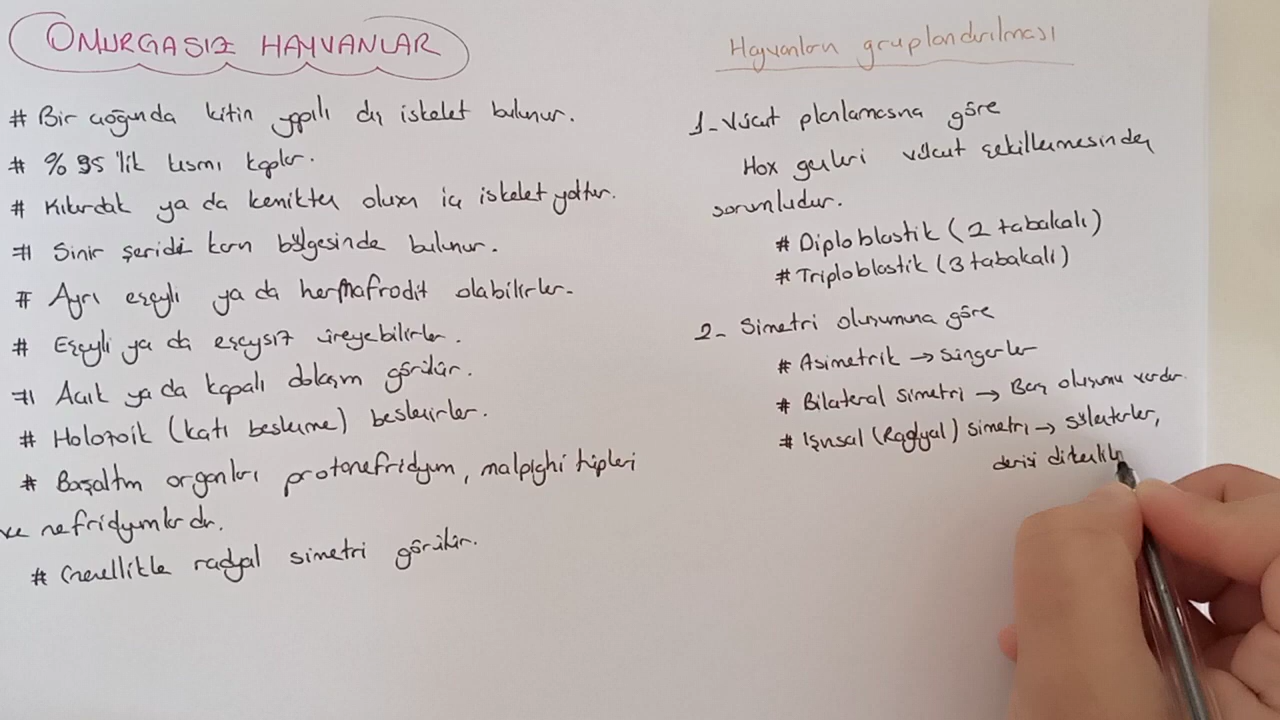 OMURGASIZ HAYVANLAR
# Bir çoğunda kitin yapılı dış iskelet bulunur.
# % 95 'lik kısmı kaplar.
# Kıkırdak ya da kemikten oluşan iç iskelet yoktur.
# Sinir şeridi karın bölgesinde bulunur.
# Ayrı eşeyli ya da hermafrodit olabilirler.
# Eşeyli ya da eşeysiz üreyebilirler.
# Açık ya da kapalı dolaşım görülür.
# Holozoik (katı beslenme) beslenirler.
# Boşaltım organları protonefridyum, malpighi tüpleri
ve nefridyumlardır.
# Genellikle radyal simetri görülür.
Hayvanların gruplandırılması
1- Vücut planlamasına göre
Hox genleri vücut şekillenmesinden
sorumludur.
# Diploblastik (2 tabakalı)
# Triploblastik (3 tabakalı)
2- Simetri oluşumuna göre
# Asimetrik → süngerler
# Bilateral simetri → Baş oluşumu vardır.
# Işınsal (Radyal) simetri → sölenterler,
derisi dikenliler